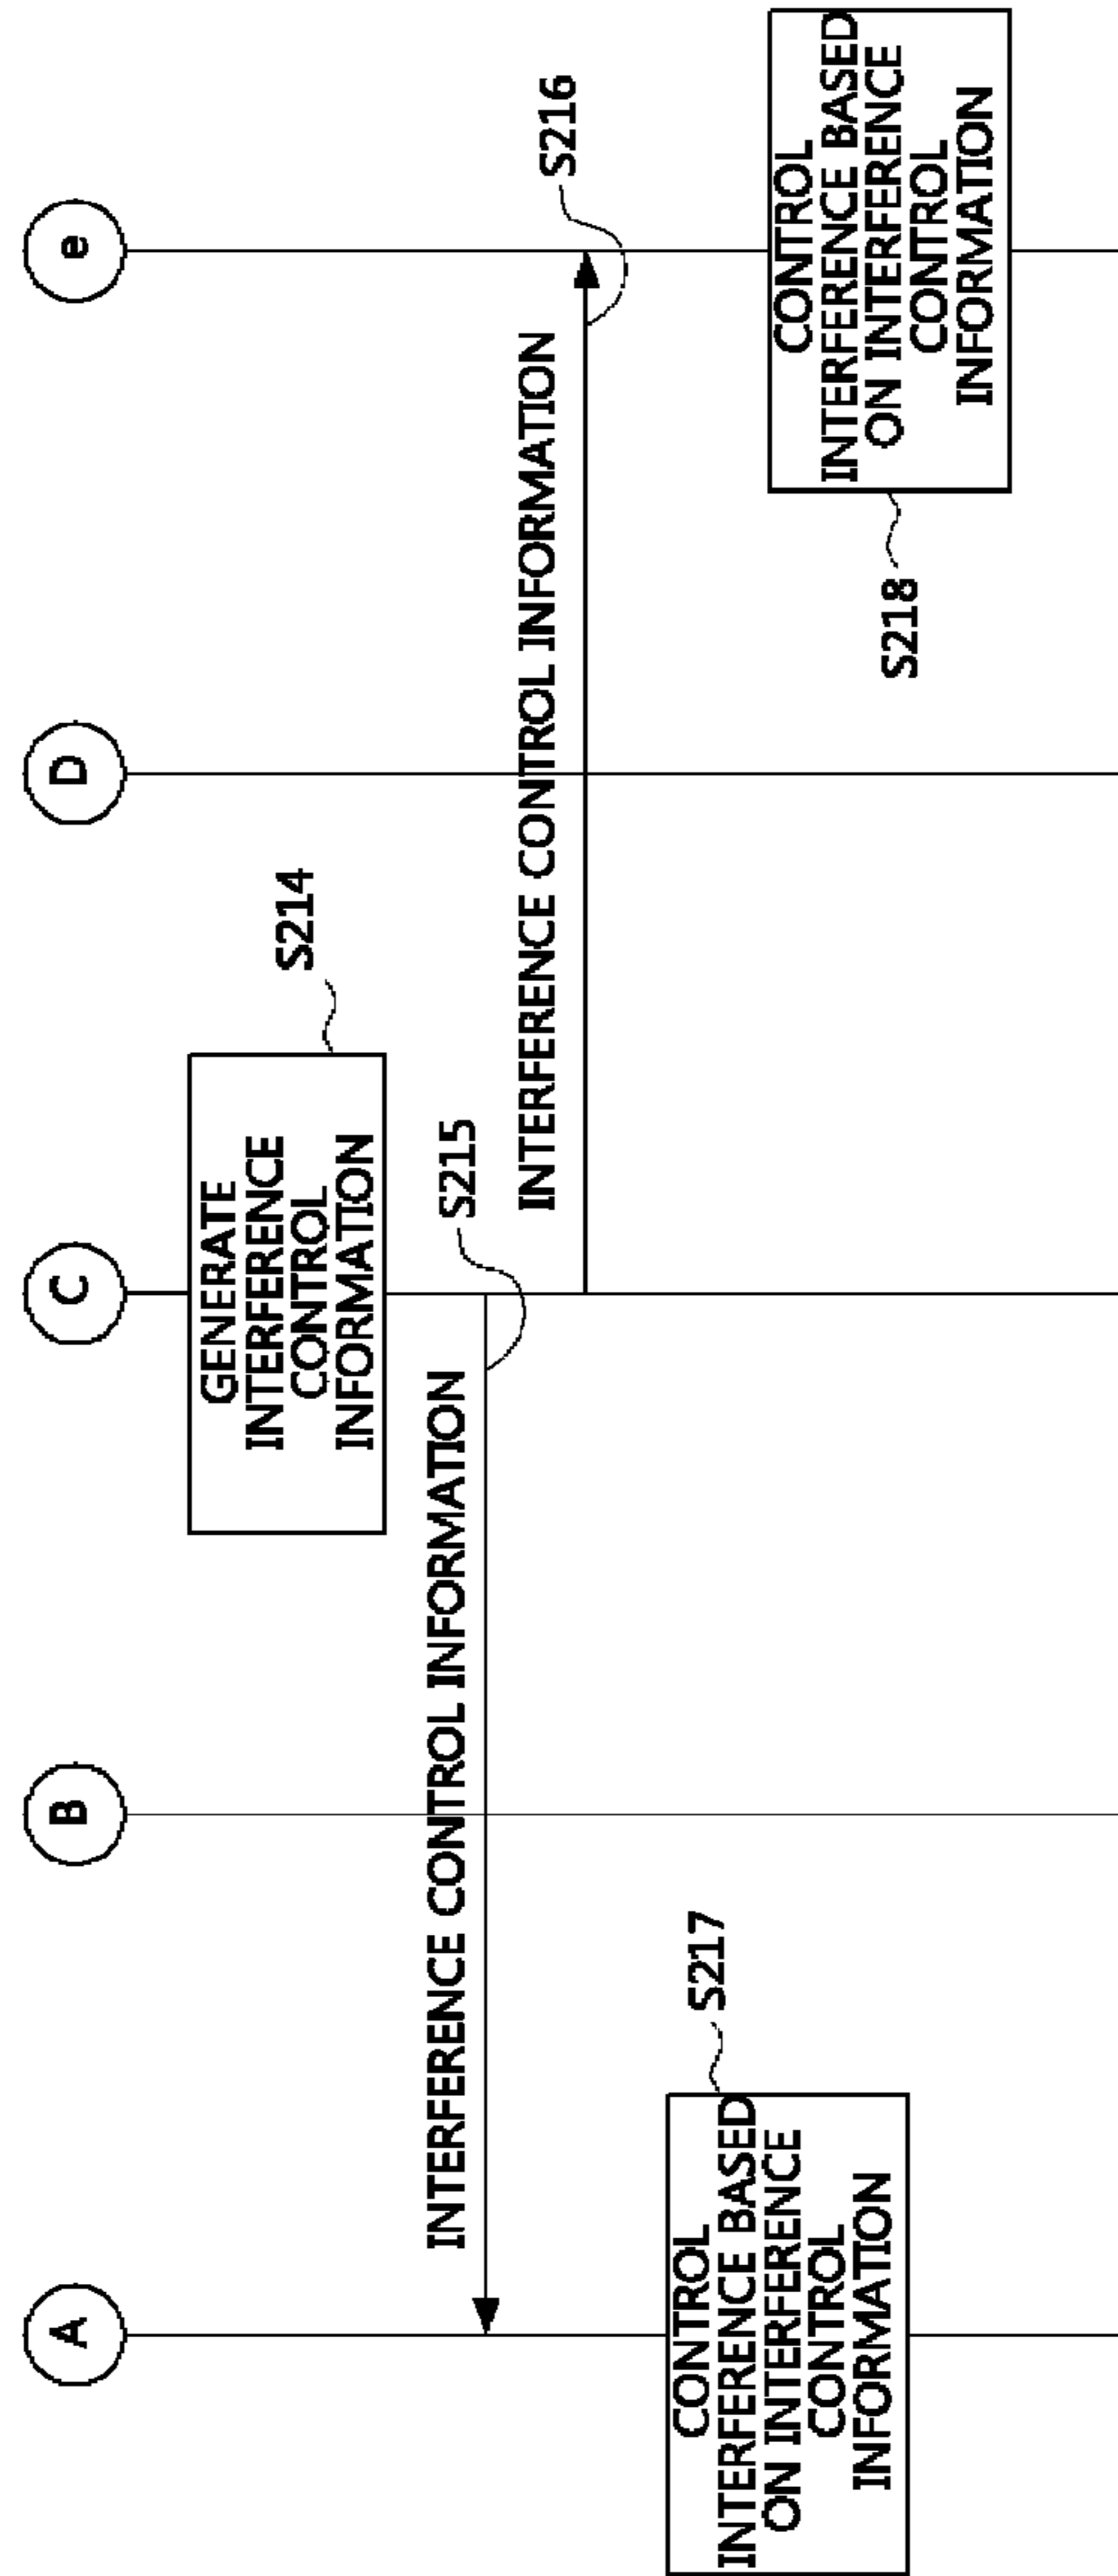 A
B
C
D
e
GENERATE
INTERFERENCE
CONTROL
INFORMATION
S214
INTERFERENCE CONTROL INFORMATION
S215
INTERFERENCE CONTROL INFORMATION
S216
CONTROL
INTERFERENCE BASED
ON INTERFERENCE
CONTROL
INFORMATION
S217
CONTROL
INTERFERENCE BASED
ON INTERFERENCE
CONTROL
INFORMATION
S218